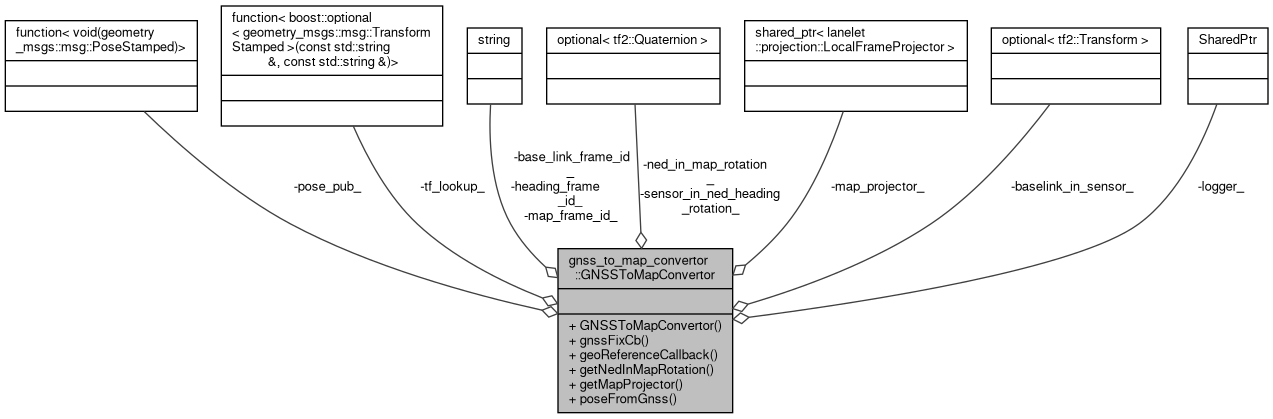 function< void(geometry
_msgs::msg::PoseStamped)>
function< boost::optional
< geometry_msgs::msg::Transform
Stamped >(const std::string
&, const std::string &)>
string
optional< tf2::Quaternion >
shared_ptr< lanelet
::projection::LocalFrameProjector >
optional< tf2::Transform >
SharedPtr
-pose_pub_
-tf_lookup_
-base_link_frame_id
_
-heading_frame
_id_
-map_frame_id_
-ned_in_map_rotation
_
-sensor_in_ned_heading
_rotation_
-map_projector_
-baselink_in_sensor_
-logger_
gnss_to_map_convertor
::GNSSToMapConvertor
+ GNSSToMapConvertor()
+ gnssFixCb()
+ geoReferenceCallback()
+ getNedInMapRotation()
+ getMapProjector()
+ poseFromGnss()